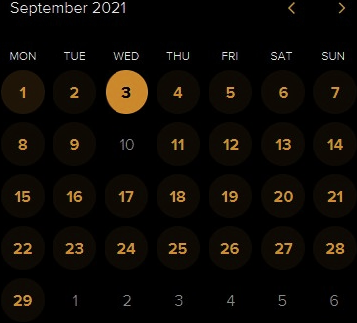 September 2021
MON TUE WED THU FRI SAT SUN
1 2 3 4 5 6 7
8 9 10 11 12 13 14
15 16 17 18 19 20 21
22 23 24 25 26 27 28
29 1 2 3 4 5 6